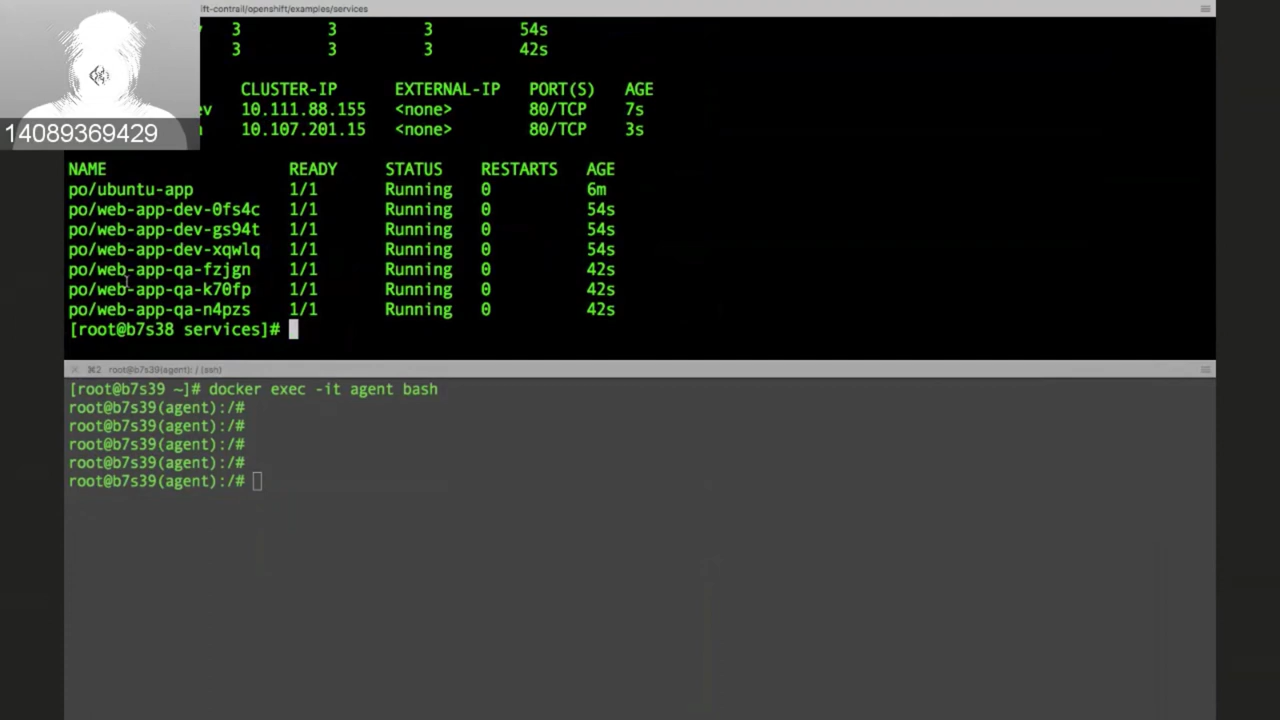 ift-contrail/openshift/examples/services
3 3 3 54s
3 3 3 42s
CLUSTER-IP EXTERNAL-IP PORT(S) AGE
ev 10.111.88.155 <none> 80/TCP 7s
10.107.201.15 <none> 80/TCP 3s
14089369429
NAME READY STATUS RESTARTS AGE
po/ubuntu-app 1/1 Running 0 6m
po/web-app-dev-0fs4c 1/1 Running 0 54s
po/web-app-dev-gs94t 1/1 Running 0 54s
po/web-app-dev-xqwlq 1/1 Running 0 54s
po/web-app-qa-fzjgn 1/1 Running 0 42s
po/web-app-qa-k70fp 1/1 Running 0 42s
po/web-app-qa-n4pzs 1/1 Running 0 42s
[root@b7s38 services]#
⌘2 root@b7s39(agent): / (ssh)
[root@b7s39 ~]# docker exec -it agent bash
root@b7s39(agent):/#
root@b7s39(agent):/#
root@b7s39(agent):/#
root@b7s39(agent):/#
root@b7s39(agent):/#